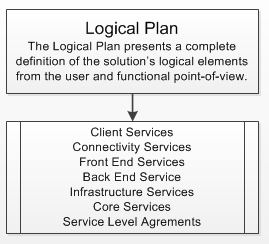 Logical Plan
The Logical Plan presents a complete
definition of the solution's logical elements
from the user and functional point-of-view.
Client Services
Connectivity Services
Front End Services
Back End Service
Infrastructure Services
Core Services
Service Level Agrements